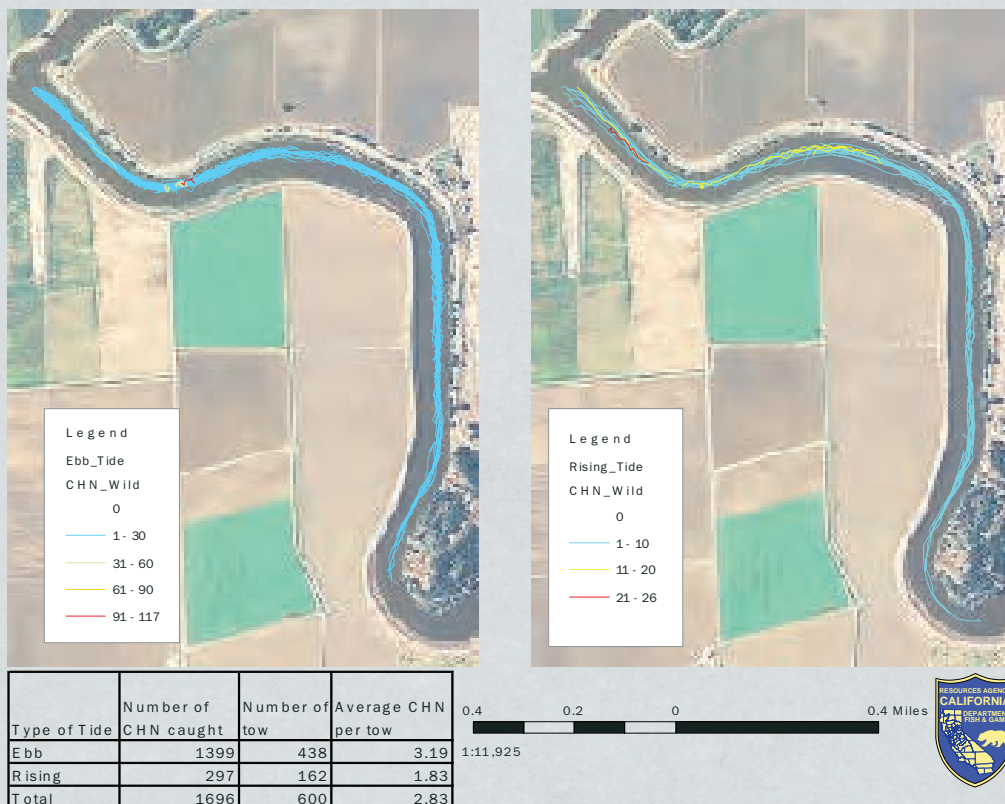 Legend
Ebb_Tide
CHN_Wild
0
1 - 30
31 - 60
61 - 90
91 - 117
Legend
Rising_Tide
CHN_Wild
0
1 - 10
11 - 20
21 - 26
Type of Tide Number of CHN caught Number of tow Average CHN per tow
Ebb 1399 438 3.19
Rising 297 162 1.83
Total 1696 600 2.83
0.4 0.2 0 0.4 Miles
1:11,925
RESOURCES AGENC
CALIFORNIA
DEPARTMEN
FISH & GAM